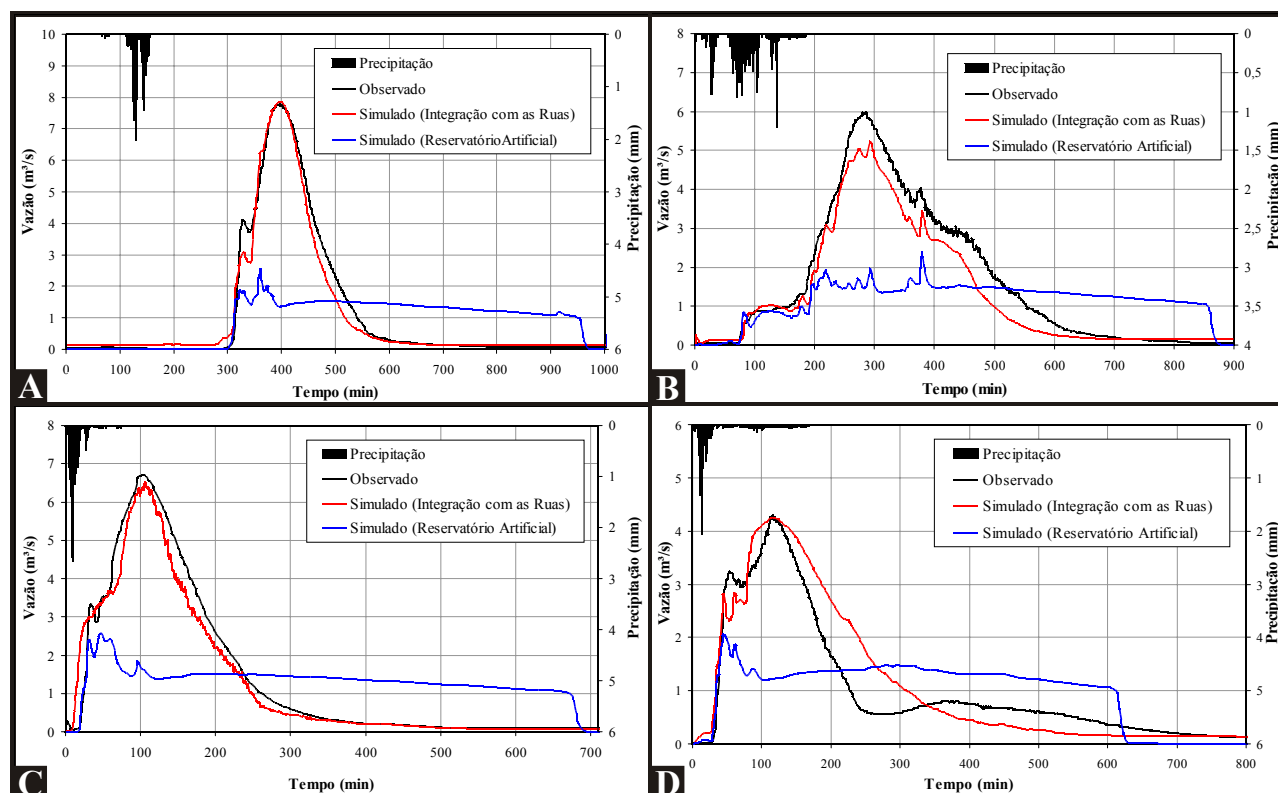 10
9
8
7
6
5
4
3
2
1
0
Vazão (m³/s)
0
1
2
3
4
5
6
Precipitação (mm)
Precipitação
Observado
Simulado (Integração com as Ruas)
Simulado (ReservatórioArtificial)
0 100 200 300 400 500 600 700 800 900 1000
Tempo (min)
A
8
7
6
5
4
3
2
1
0
Vazão (m³/s)
0
0,5
1
1,5
2
2,5
3
3,5
4
Precipitação (mm)
Precipitação
Observado
Simulado (Integração com as Ruas)
Simulado (Reservatório Artificial)
0 100 200 300 400 500 600 700 800 900
Tempo (min)
B
8
7
6
5
4
3
2
1
0
Vazão (m³/s)
0
1
2
3
4
5
6
Precipitação (mm)
Precipitação
Observado
Simulado (Integração com as Ruas)
Simulado (Reservatório Artificial)
0 100 200 300 400 500 600 700
Tempo (min)
C
6
5
4
3
2
1
0
Vazão (m³/s)
0
1
2
3
4
5
6
Precipitação (mm)
Precipitação
Observado
Simulado (Integração com as Ruas)
Simulado (Reservatório Artificial)
0 100 200 300 400 500 600 700 800
Tempo (min)
D